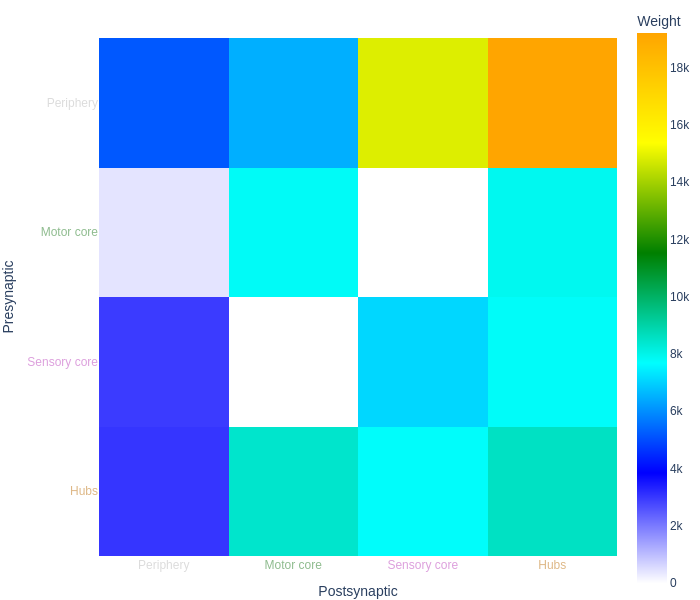 Weight
18k
16k
14k
12k
10k
8k
6k
4k
2k
0
Presynaptic
Periphery
Motor core
Sensory core
Hubs
Periphery Motor core Sensory core Hubs
Postsynaptic